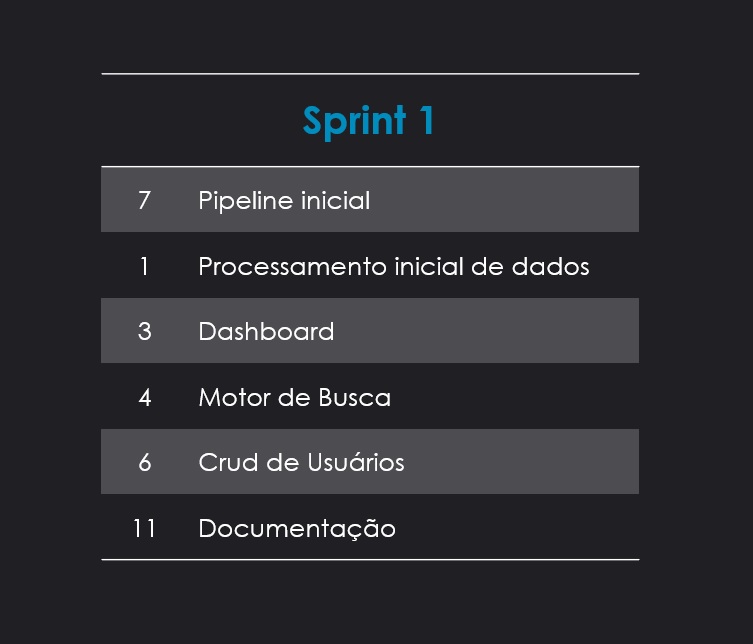 Sprint 1
7 Pipeline inicial
1 Processamento inicial de dados
3 Dashboard
4 Motor de Busca
6 Crud de Usuários
11 Documentação